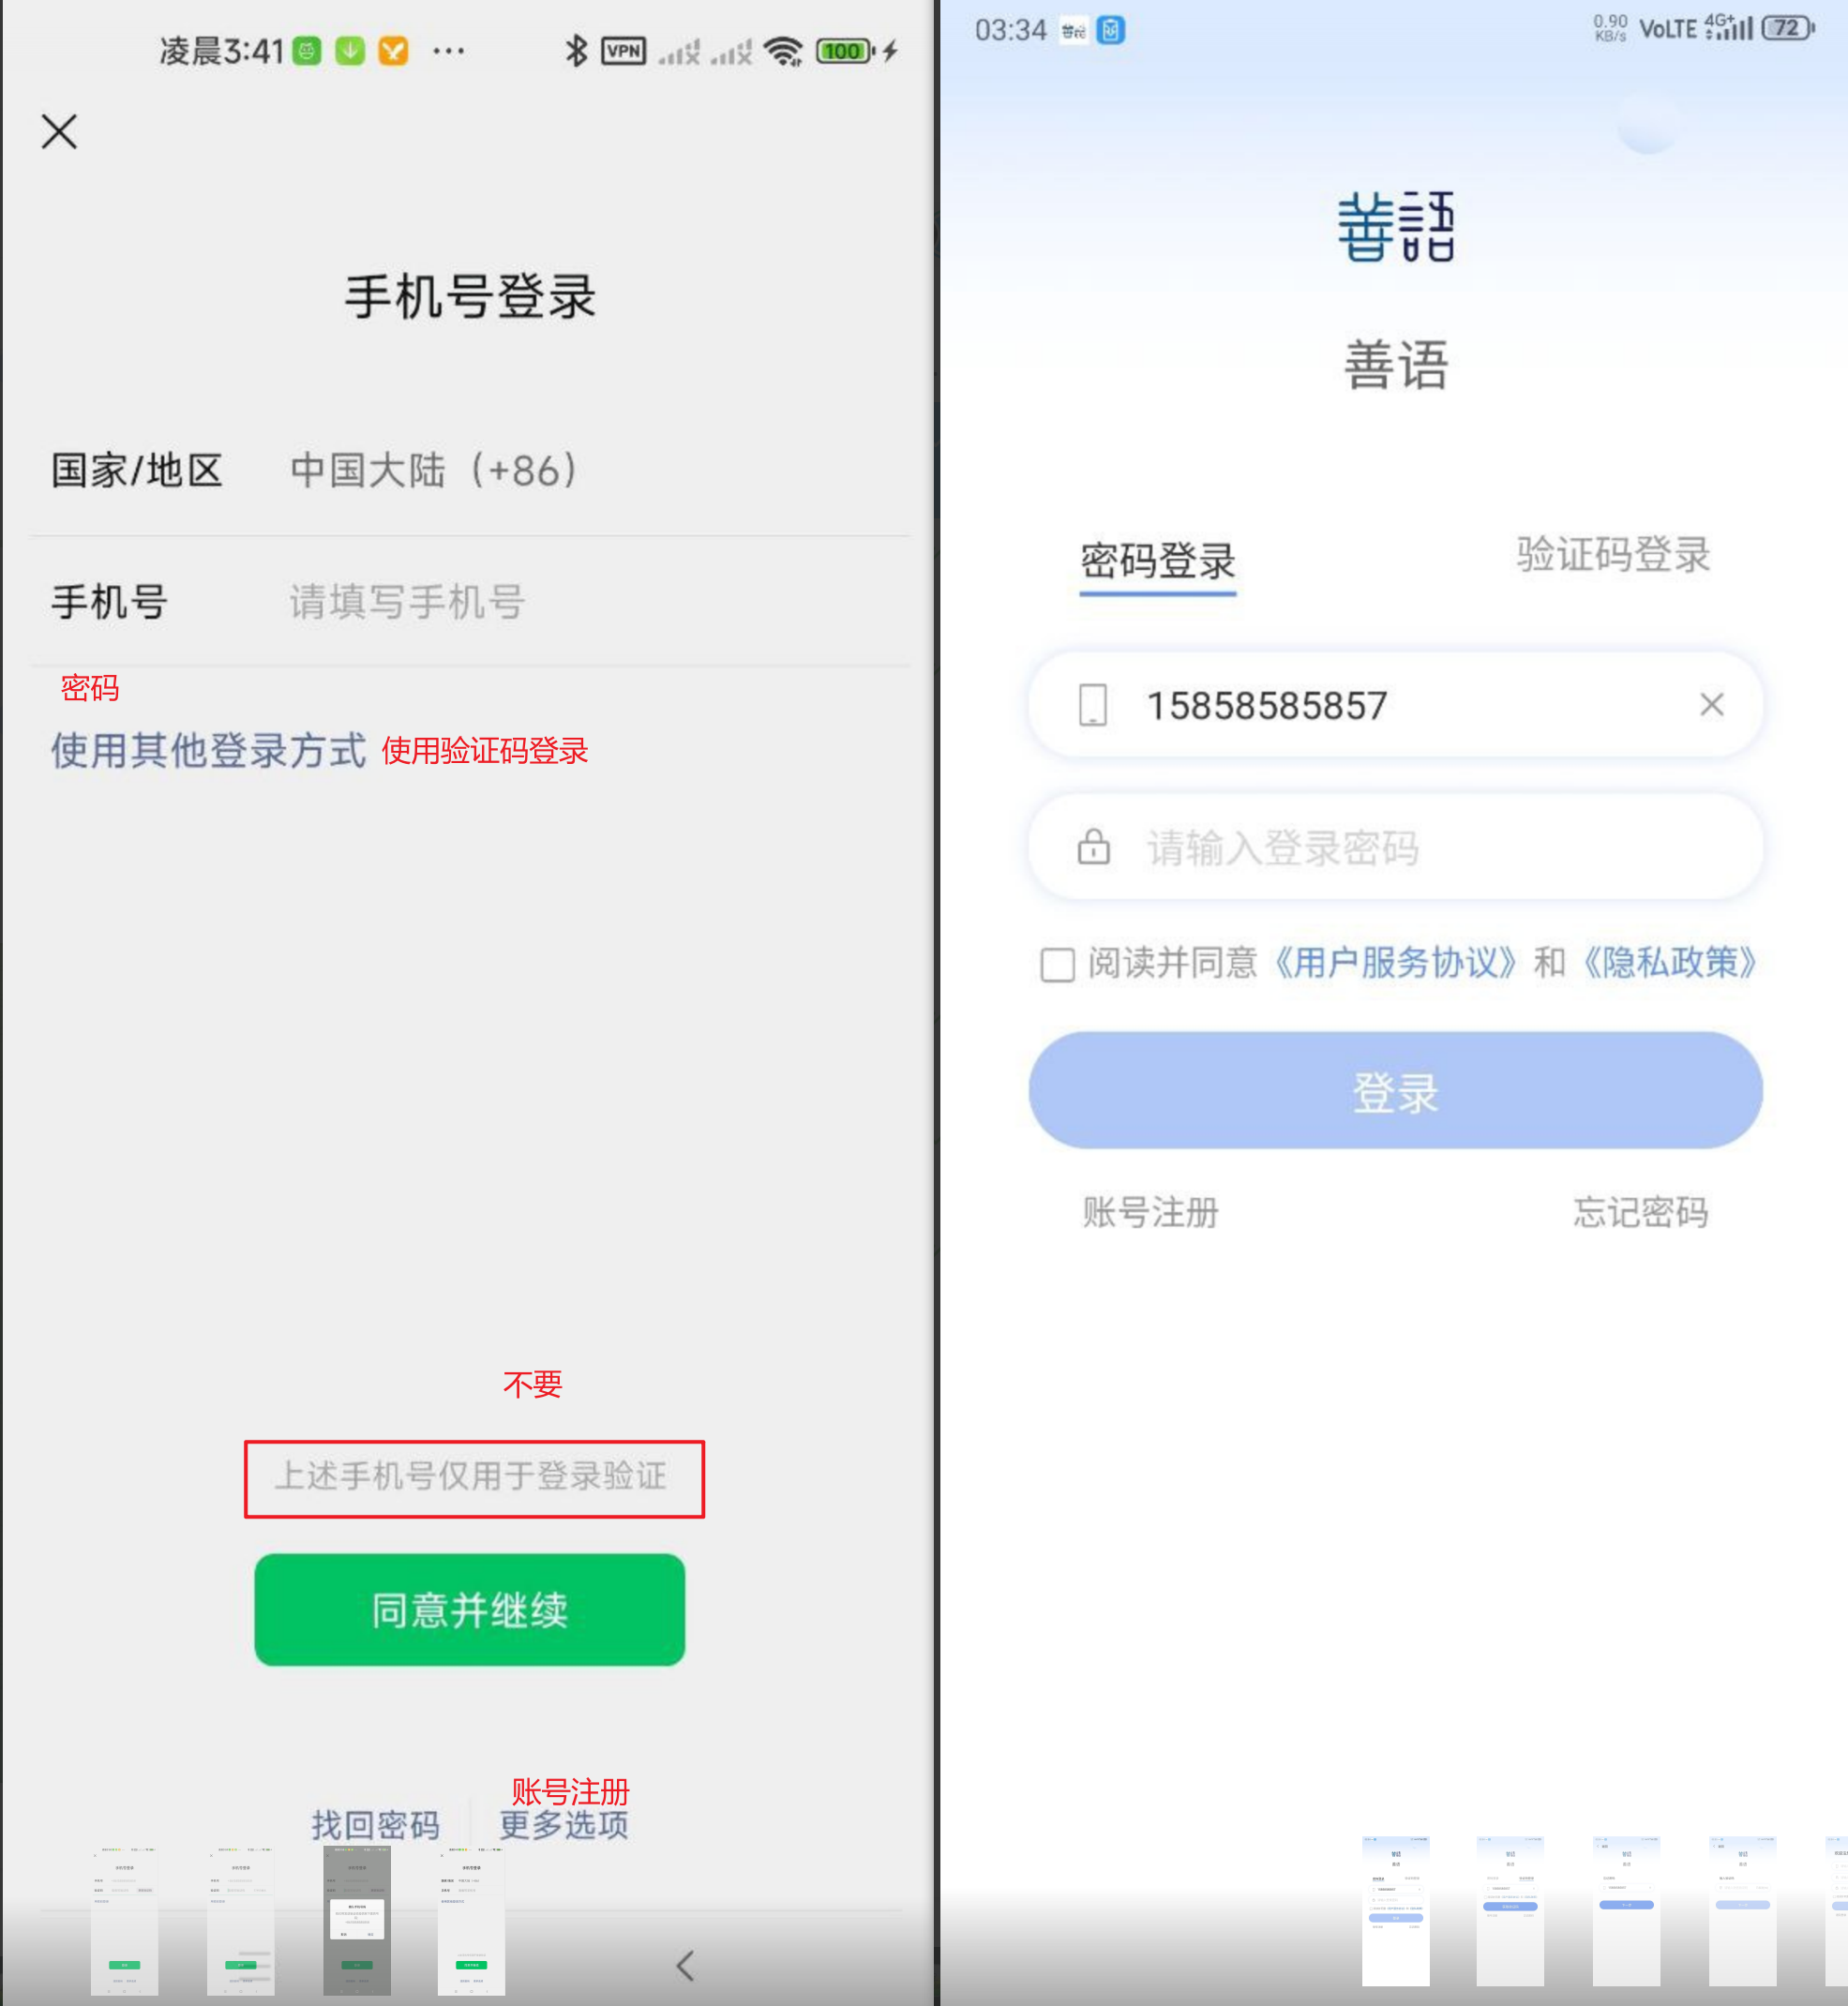 凌晨3:41
VPN
100
手机号登录
国家/地区 中国大陆（+86）
手机号 请填写手机号
密码
使用其他登录方式 使用验证码登录
不要
上述手机号仅用于登录验证
同意并继续
账号注册
找回密码 更多选项
03:34 善语
0.90 KB/s VoLTE 4G+ 72
善語
善语
密码登录 验证码登录
15858585857
请输入登录密码
阅读并同意《用户服务协议》和《隐私政策》
登录
账号注册 忘记密码